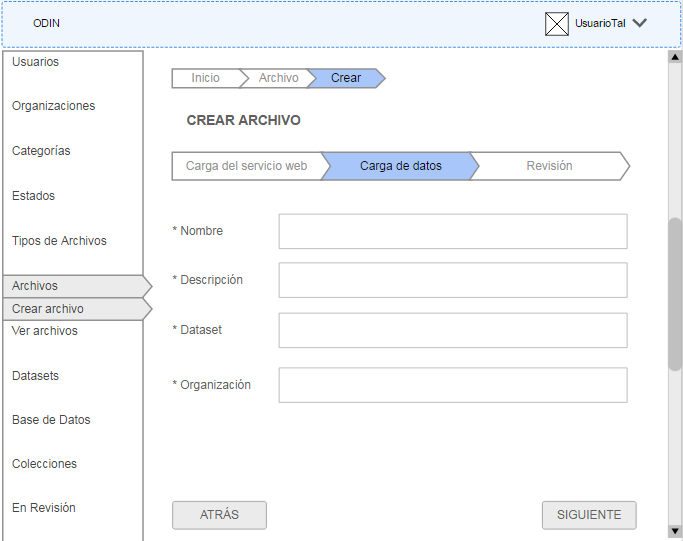 ODIN
UsuarioTal
Usuarios
Organizaciones
Categorías
Estados
Tipos de Archivos
Archivos
Crear archivo
Ver archivos
Datasets
Base de Datos
Colecciones
En Revisión
Inicio
Archivo
Crear
CREAR ARCHIVO
Carga del servicio web
Carga de datos
Revisión
* Nombre
* Descripción
* Dataset
* Organización
ATRÁS
SIGUIENTE